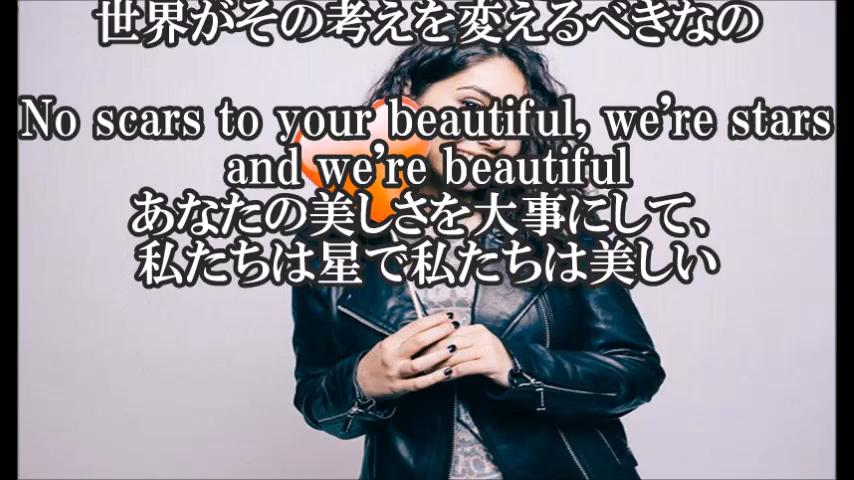 世界がその考えを変えるべきなの
No scars to your beautiful, we're stars
and we're beautiful
あなたの美しさを大事にして、
私たちは星で私たちは美しい